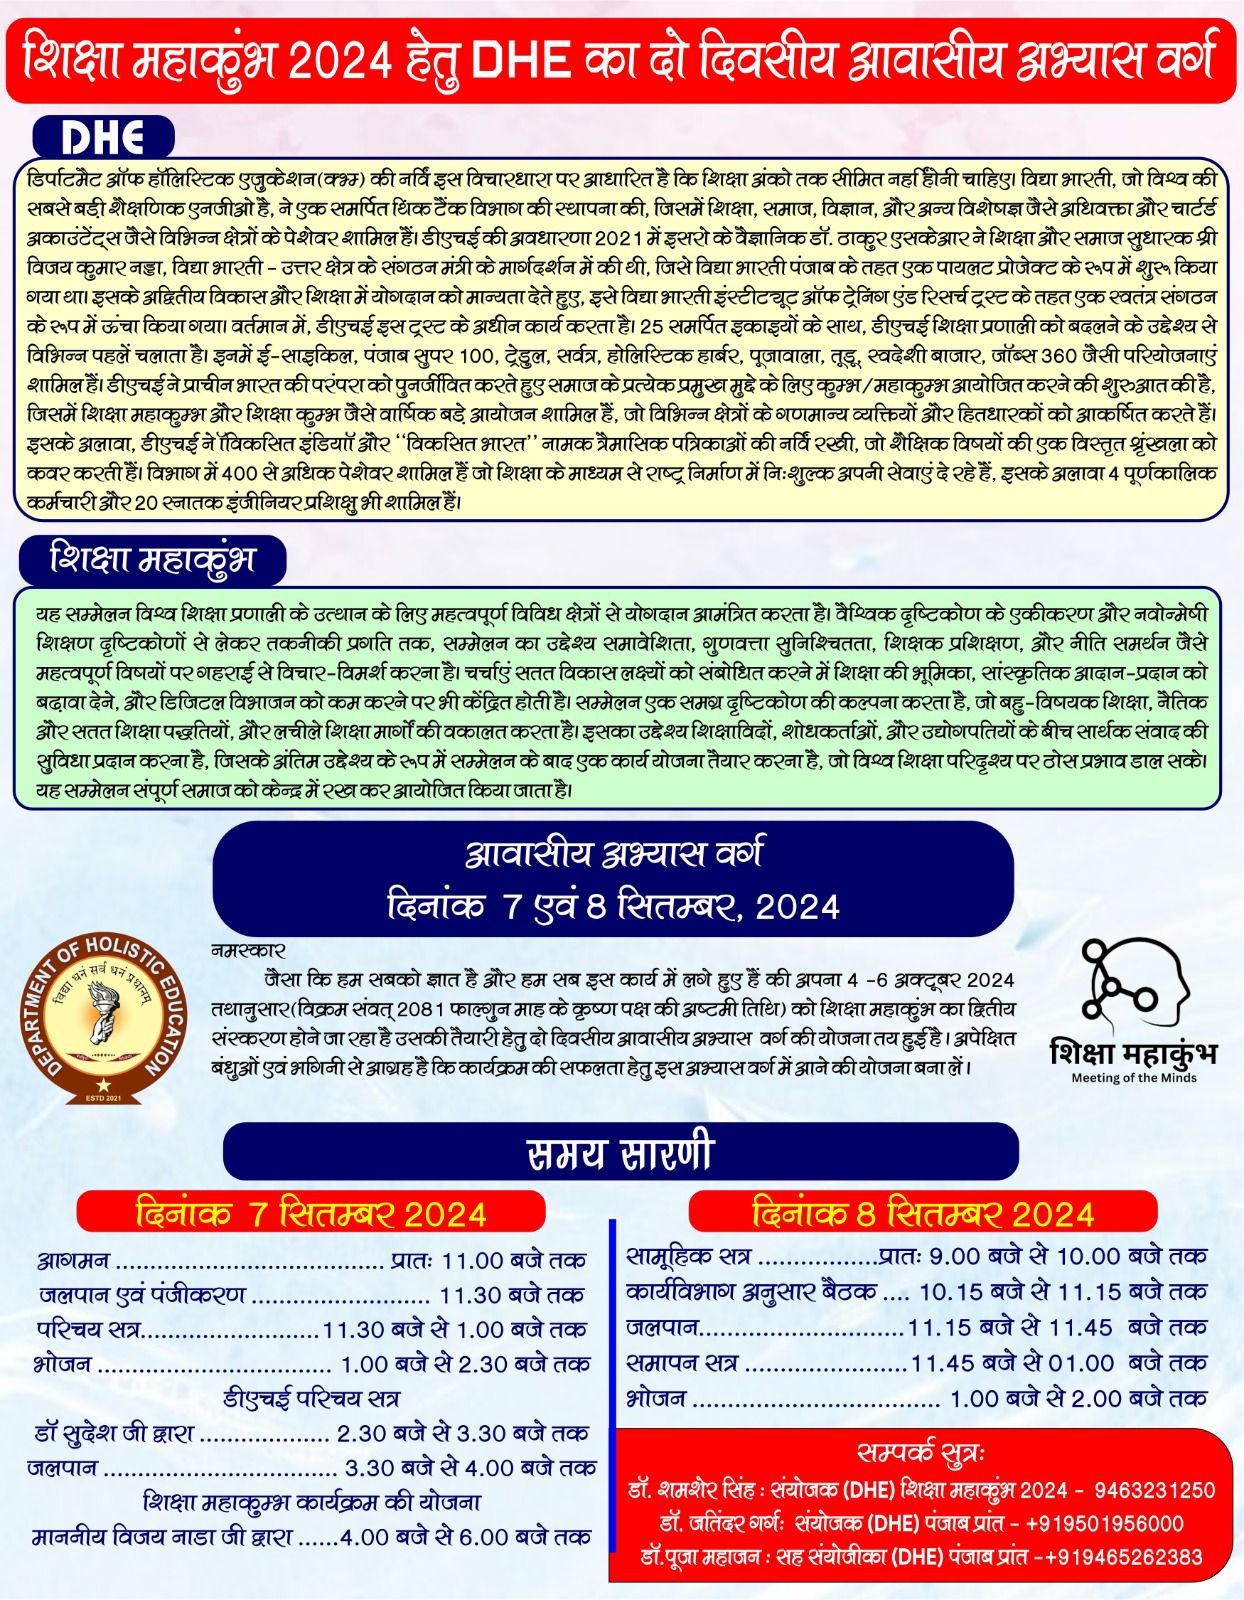 शिक्षा महाकुंभ 2024 हेतु DHE का दो दिवसीय आवासीय अभ्यास वर्ग
DHE
डिर्पाटमैट ऑफ हॉलिस्टिक एजुकेशन(क्भ्म) की नर्वि इस विचारधारा पर आधारित है कि शिक्षा अंको तक सीमित नहीं होनी चाहिए। विद्या भारती, जो विश्व की
सबसे बड़ी शैक्षणिक एनजीओ है, ने एक समर्पित थिंक टैंक विभाग की स्थापना की, जिसमें शिक्षा, समाज, विज्ञान, और अन्य विशेषज्ञ जैसे अधिवक्ता और चार्टर्ड
अकाउंटेंट्स जैसे विभिन्न क्षेत्रों के पेशेवर शामिल हैं। डीएचई की अवधारणा 2021 में इसरो के वैज्ञानिक डॉ. ठाकुर एसकेआर ने शिक्षा और समाज सुधारक श्री
विजय कुमार नड्डा, विद्या भारती - उत्तर क्षेत्र के संगठन मंत्री के मार्गदर्शन में की थी, जिसे विद्या भारती पंजाब के तहत एक पायलट प्रोजेक्ट के रूप में शुरू किया
गया था। इसके अद्वितीय विकास और शिक्षा में योगदान को मान्यता देते हुए, इसे विद्या भारती इंस्टीटच्यूट ऑफ ट्रेनिंग एंड रिसर्च ट्रस्ट के तहत एक स्वतंत्र संगठन
के रूप में ऊंचा किया गया। वर्तमान में, डीएचई इस ट्रस्ट के अधीन कार्य करता है। 25 समर्पित इकाइयों के साथ, डीएचई शिक्षा प्रणाली को बदलने के उद्देश्य से
विभिन्न पहलें चलाता है। इनमें ई-साइकिल, पंजाब सुपर 100, ट्रेडुल, सर्वत्र, होलिस्टिक हार्बर, पूजावाला, तूडू, स्वदेशी बाजार, जॉब्स 360 जैसी परियोजनाएं
शामिल हैं। डीएचई ने प्राचीन भारत की परंपरा को पुनर्जीवित करते हुए समाज के प्रत्येक प्रमुख मुद्दे के लिए कुम्भ/महाकुम्भ आयोजित करने की शुरुआत की है,
जिसमें शिक्षा महाकुम्भ और शिक्षा कुम्भ जैसे वार्षिक बड़े आयोजन शामिल हैं, जो विभिन्न क्षेत्रों के गणमान्य व्यक्तियों और हितधारकों को आकर्षित करते हैं।
इसके अलावा, डीएचई ने ॉविकसित इंडियाॉ और ‘‘विकसित भारत’’ नामक त्रैमासिक पत्रिकाओं की नर्वि रखी, जो शैक्षिक विषयों की एक विस्तृत श्रृंखला को
कवर करती हैं। विभाग में 400 से अधिक पेशेवर शामिल हैं जो शिक्षा के माध्यम से राष्ट्र निर्माण में निःशुल्क अपनी सेवाएं दे रहे हैं, इसके अलावा 4 पूर्णकालिक
कर्मचारी और 20 स्नातक इंजीनियर प्रशिक्षु भी शामिल हैं।
शिक्षा महाकुंभ
यह सम्मेलन विश्व शिक्षा प्रणाली के उत्थान के लिए महत्वपूर्ण विविध क्षेत्रों से योगदान आमंत्रित करता है। वैश्विक दृष्टिकोण के एकीकरण और नवोन्मेषी
शिक्षण दृष्टिकोणों से लेकर तकनीकी प्रगति तक, सम्मेलन का उद्देश्य समावेशिता, गुणवत्ता सुनिश्चितता, शिक्षक प्रशिक्षण, और नीति समर्थन जैसे
महत्वपूर्ण विषयों पर गहराई से विचार-विमर्श करना है। चर्चाएं सतत विकास लक्ष्यों को संबोधित करने में शिक्षा की भूमिका, सांस्कृतिक आदान-प्रदान को
बढ़ावा देने, और डिजिटल विभाजन को कम करने पर भी केंद्रित होती है। सम्मेलन एक समग्र दृष्टिकोण की कल्पना करता है, जो बहु-विषयक शिक्षा, नैतिक
और सतत शिक्षा पद्धतियों, और लचीले शिक्षा मार्गों की वकालत करता है। इसका उद्देश्य शिक्षाविदों, शोधकर्ताओं, और उद्योगपतियों के बीच सार्थक संवाद की
सुविधा प्रदान करना है, जिसके अंतिम उद्देश्य के रूप में सम्मेलन के बाद एक कार्य योजना तैयार करना है, जो विश्व शिक्षा परिदृश्य पर ठोस प्रभाव डाल सके।
यह सम्मेलन संपूर्ण समाज को केन्द्र में रख कर आयोजित किया जाता है।
आवासीय अभ्यास वर्ग
दिनांक 7 एवं 8 सितम्बर, 2024
DEPARTMENT OF HOLISTIC EDUCATION
विद्या धनं सर्व धनं प्रधानम्
ESTD 2021
नमस्कार
जैसा कि हम सबको ज्ञात है और हम सब इस कार्य में लगे हुए हैं की अपना 4 -6 अक्टूबर 2024
तथानुसार(विक्रम संवत् 2081 फाल्गुन माह के कृष्ण पक्ष की अष्टमी तिथि) को शिक्षा महाकुंभ का द्वितीय
संस्करण होने जा रहा है उसकी तैयारी हेतु दो दिवसीय आवासीय अभ्यास वर्ग की योजना तय हुई है। अपेक्षित
बंधुओं एवं भगिनी से आग्रह है कि कार्यक्रम की सफलता हेतु इस अभ्यास वर्ग में आने की योजना बना लें।
शिक्षा महाकुंभ
Meeting of the Minds
समय सारणी
दिनांक 7 सितम्बर 2024
आगमन ...................................... प्रातः 11.00 बजे तक
जलपान एवं पंजीकरण ......................... 11.30 बजे तक
परिचय सत्र.........................11.30 बजे से 1.00 बजे तक
भोजन ................................. 1.00 बजे से 2.30 बजे तक
डीएचई परिचय सत्र
डॉ सुदेश जी द्वारा .................. 2.30 बजे से 3.30 बजे तक
जलपान ................................. 3.30 बजे से 4.00 बजे तक
शिक्षा महाकुम्भ कार्यक्रम की योजना
माननीय विजय नाडा जी द्वारा ......4.00 बजे से 6.00 बजे तक
दिनांक 8 सितम्बर 2024
सामूहिक सत्र .................प्रातः 9.00 बजे से 10.00 बजे तक
कार्यविभाग अनुसार बैठक .... 10.15 बजे से 11.15 बजे तक
जलपान.............................11.15 बजे से 11.45 बजे तक
समापन सत्र .......................11.45 बजे से 01.00 बजे तक
भोजन ................................... 1.00 बजे से 2.00 बजे तक
सम्पर्क सुत्रः
डॉ. शमशेर सिंह : संयोजक (DHE) शिक्षा महाकुंभ 2024 - 9463231250
डॉ. जतिंदर गर्गः संयोजक (DHE) पंजाब प्रांत - +919501956000
डॉ.पूजा महाजन : सह संयोजीका (DHE) पंजाब प्रांत -+919465262383